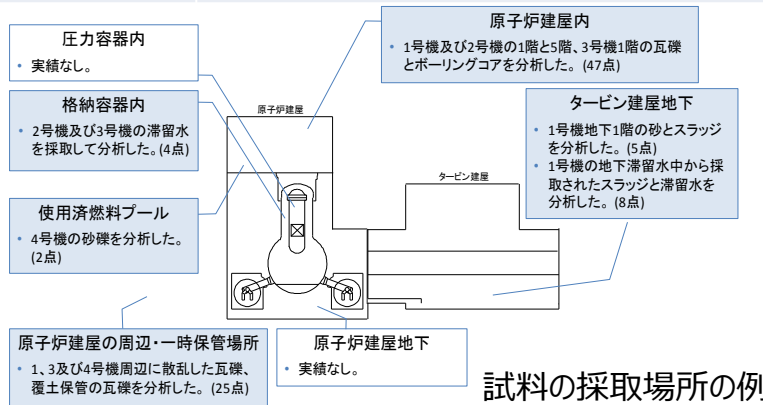 圧力容器内
• 実績なし。
格納容器内
• 2号機及び3号機の滞留水
を採取して分析した。(4点)
使用済燃料プール
• 4号機の砂礫を分析した。
(2点)
原子炉建屋の周辺・一時保管場所
• 1、3及び4号機周辺に散乱した瓦礫、
覆土保管の瓦礫を分析した。 (25点)
原子炉建屋
原子炉建屋内
• 1号機及び2号機の1階と5階、3号機1階の瓦礫
とボーリングコアを分析した。 (47点)
タービン建屋地下
• 1号機地下1階の砂とスラッジ
を分析した。 (5点)
• 1号機の地下滞留水中から採
取されたスラッジと滞留水を
分析した。 (8点)
タービン建屋
原子炉建屋地下
• 実績なし。
試料の採取場所の例